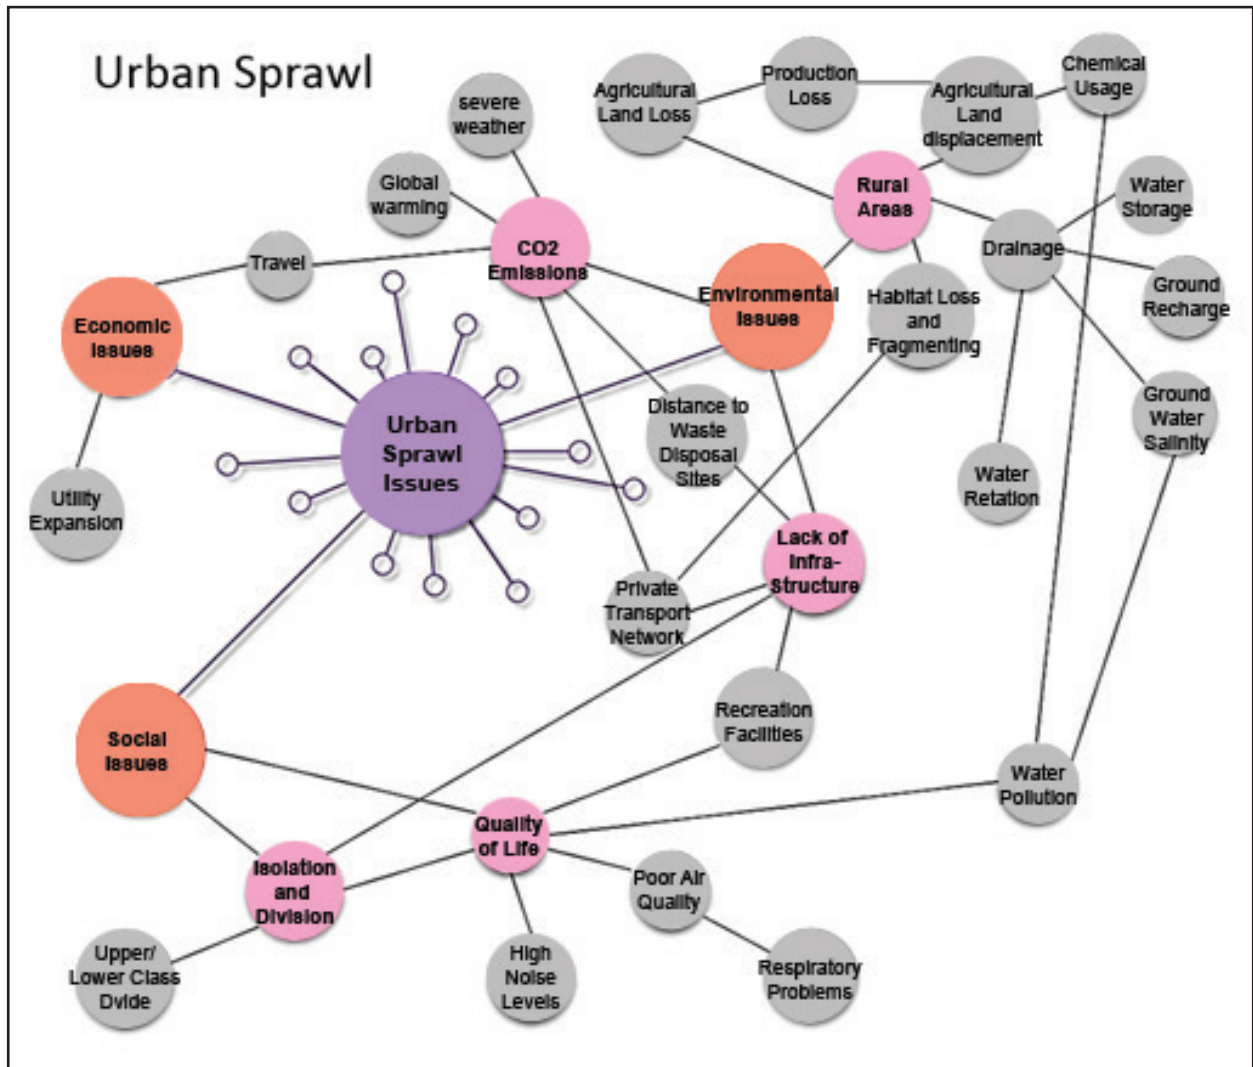 Urban Sprawl
severe
weather
Agricultural
Land Loss
Production
Loss
Agricultural
Land
displacement
Chemical
Usage
Global
warming
Rural
Areas
Water
Storage
Travel
CO2
Emissions
Drainage
Environmental
Issues
Habitat Loss
and
Fragmenting
Ground
Recharge
Economic
Issues
Urban
Sprawl
Issues
Distance to
Waste
Disposal
Sites
Ground
Water
Salinity
Utility
Expansion
Water
Retation
Lack of
Infra-
Structure
Private
Transport
Network
Social
Issues
Recreation
Facilities
Water
Pollution
Quality
of Life
Isolation
and
Division
Poor Air
Quality
Upper/
Lower Class
Dvide
High
Noise
Levels
Respiratory
Problems